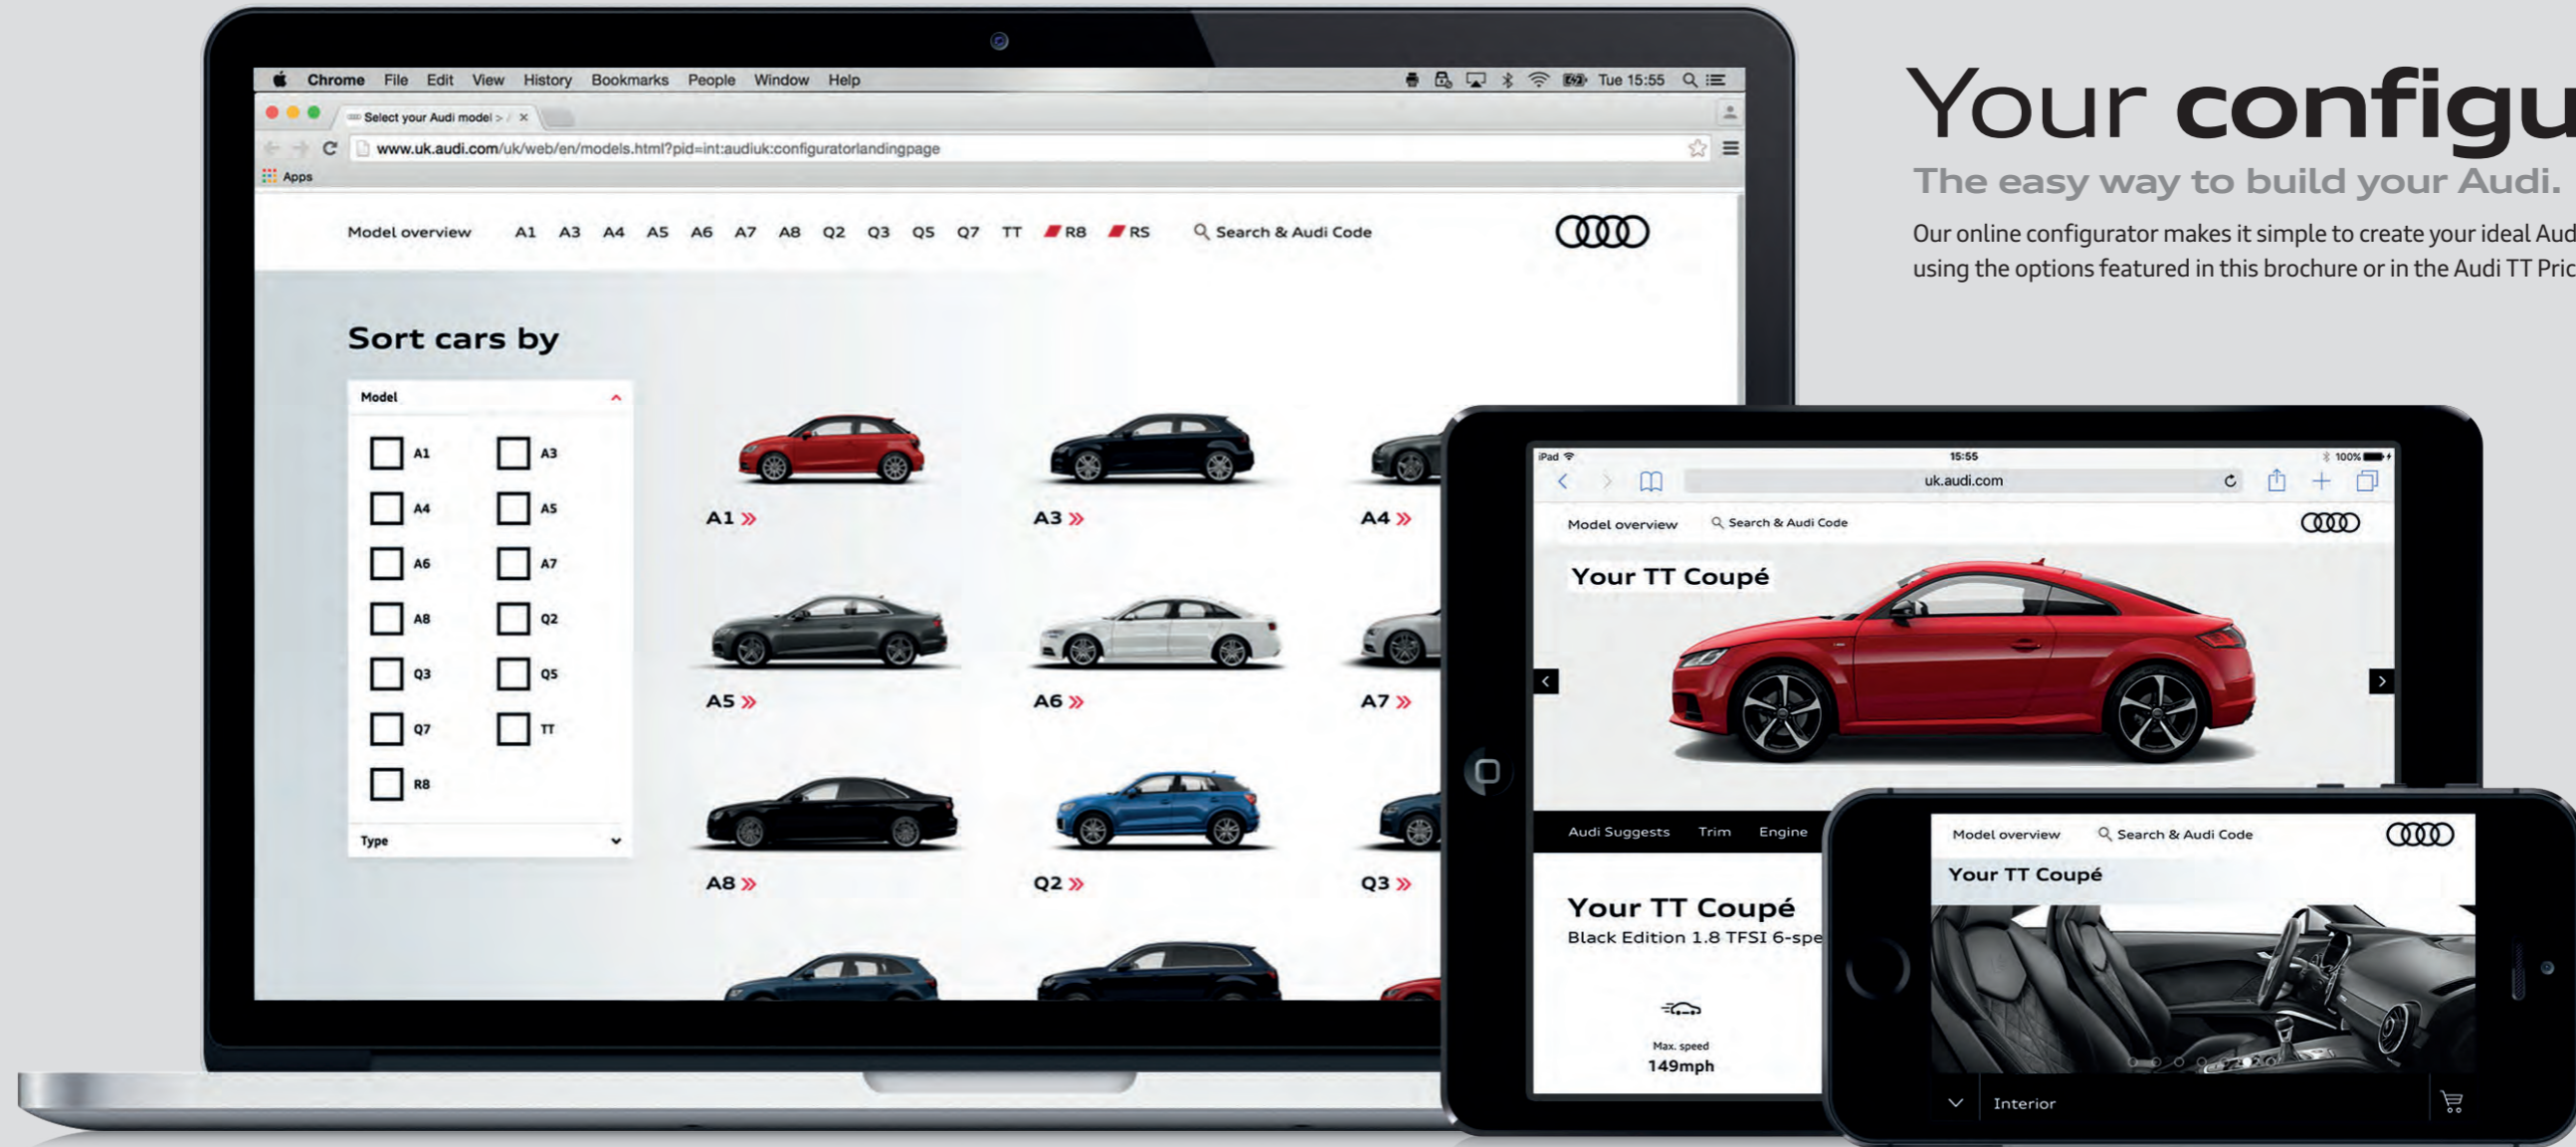 Chrome File Edit View History Bookmarks People Window Help Tue 15:55
Select your Audi model >
www.uk.audi.com/uk/web/en/models.html?pid=int:audiuk:configuratorlandingpage
Apps
Model overview A1 A3 A4 A5 A6 A7 A8 Q2 Q3 Q5 Q7 TT R8 RS Search & Audi Code
Sort cars by
Model
A1 A3
A4 A5
A6 A7
A8 Q2
Q3 Q5
Q7 TT
R8
Type
A1 A3 A4
A5 A6 A7
A8 Q2 Q3
Your configu
The easy way to build your Audi.
Our online configurator makes it simple to create your ideal Aud
using the options featured in this brochure or in the Audi TT Pric
iPad 15:55 100%
uk.audi.com
Model overview Search & Audi Code
Your TT Coupé
Audi Suggests Trim Engine
Your TT Coupé
Black Edition 1.8 TFSI 6-spe
Max. speed
149mph
Model overview Search & Audi Code
Your TT Coupé
Interior